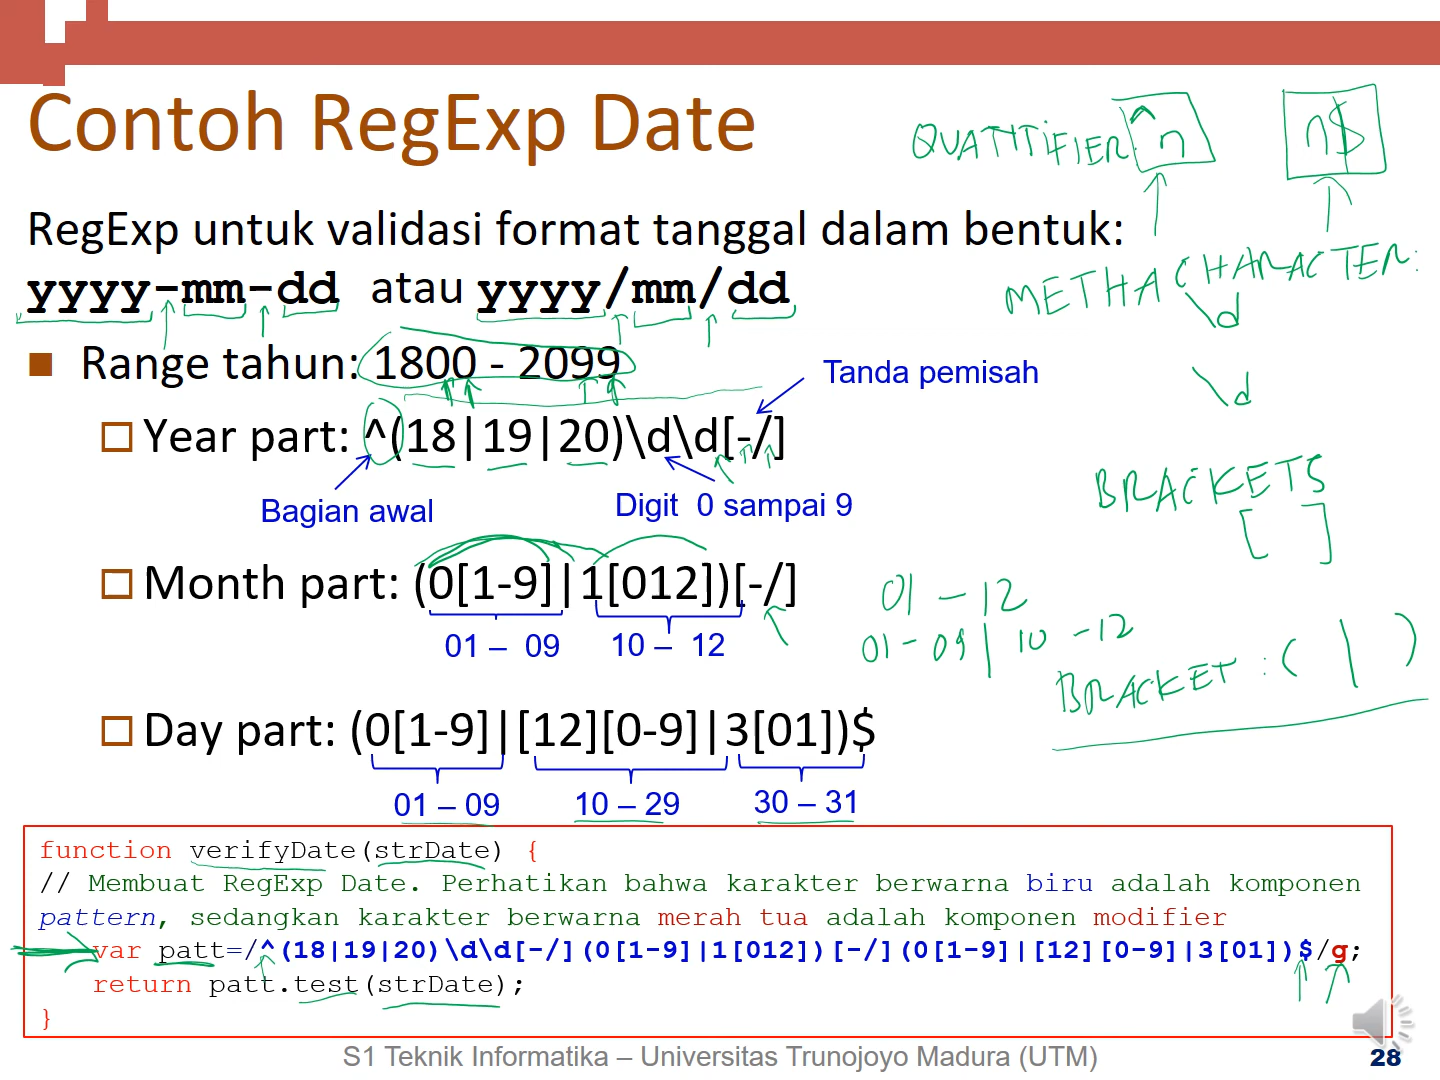 Contoh RegExp Date
QUANTIFIER: ^n n$
RegExp untuk validasi format tanggal dalam bentuk:
yyyy-mm-dd atau yyyy/mm/dd
METHACHARACTER:
\d
Range tahun: 1800 - 2099
Tanda pemisah
\d
Year part: ^(18|19|20)\d\d[-/]
Bagian awal
Digit 0 sampai 9
BRACKETS
[ ]
Month part: (0[1-9]|1[012])[-/]
01 – 09
10 – 12
01 - 12
01 - 09 | 10 - 12
BRACKET : ( | )
Day part: (0[1-9]|[12][0-9]|3[01])$
01 – 09
10 – 29
30 – 31
function verifyDate(strDate) {
// Membuat RegExp Date. Perhatikan bahwa karakter berwarna biru adalah komponen
pattern, sedangkan karakter berwarna merah tua adalah komponen modifier
var patt=/^(18|19|20)\d\d[-/](0[1-9]|1[012])[-/](0[1-9]|[12][0-9]|3[01])$/g;
return patt.test(strDate);
}
S1 Teknik Informatika – Universitas Trunojoyo Madura (UTM)
28